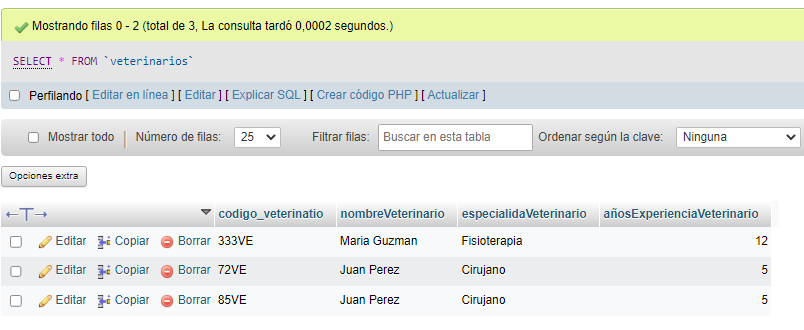 Mostrando filas 0 - 2 (total de 3, La consulta tardó 0,0002 segundos.)
SELECT * FROM `veterinarios`
Perfilando [ Editar en línea ] [ Editar ] [ Explicar SQL ] [ Crear código PHP ] [ Actualizar ]
Mostrar todo | Número de filas: 25 Filtrar filas: Buscar en esta tabla Ordenar según la clave: Ninguna
Opciones extra
←T→ codigo_veterinatio nombreVeterinario especialidaVeterinario añosExperienciaVeterinario
Editar Copiar Borrar 333VE Maria Guzman Fisioterapia 12
Editar Copiar Borrar 72VE Juan Perez Cirujano 5
Editar Copiar Borrar 85VE Juan Perez Cirujano 5